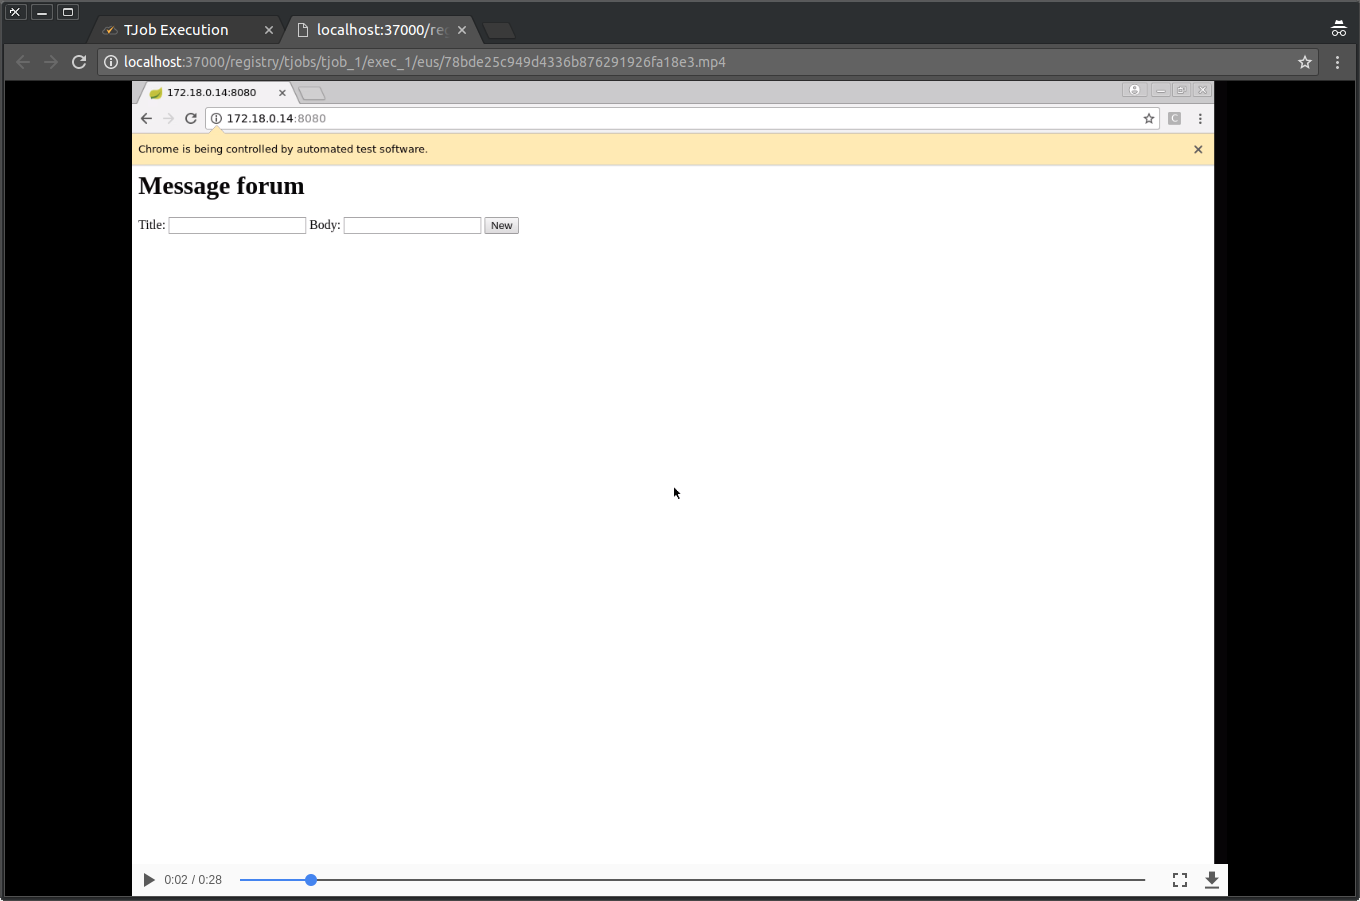 TJob Execution
localhost:37000/re
localhost:37000/registry/tjobs/tjob_1/exec_1/eus/78bde25c949d4336b876291926fa18e3.mp4
172.18.0.14:8080
172.18.0.14:8080
C
Chrome is being controlled by automated test software.
Message forum
Title: Body: New
0:02 / 0:28